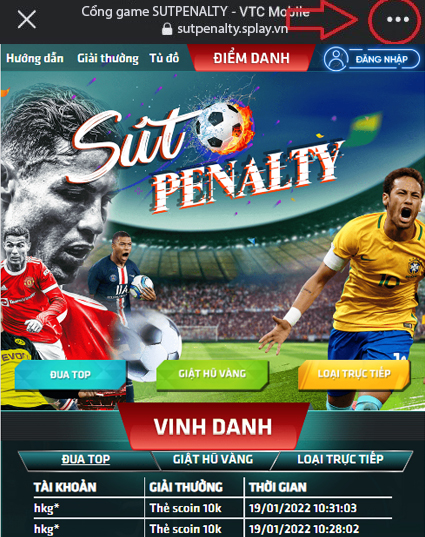 Cổng game SUTPENALTY - VTC Mobile
sutpenalty.splay.vn
Hướng dẫn Giải thưởng Tủ đồ ĐIỂM DANH ĐĂNG NHẬP
Sút
PENALTY
10
ĐUA TOP GIẬT HŨ VÀNG LOẠI TRỰC TIẾP
VINH DANH
ĐUA TOP GIẬT HŨ VÀNG LOẠI TRỰC TIẾP
TÀI KHOẢN GIẢI THƯỞNG THỜI GIAN
hkg* Thẻ scoin 10k 19/01/2022 10:31:03
hkg* Thẻ scoin 10k 19/01/2022 10:28:02